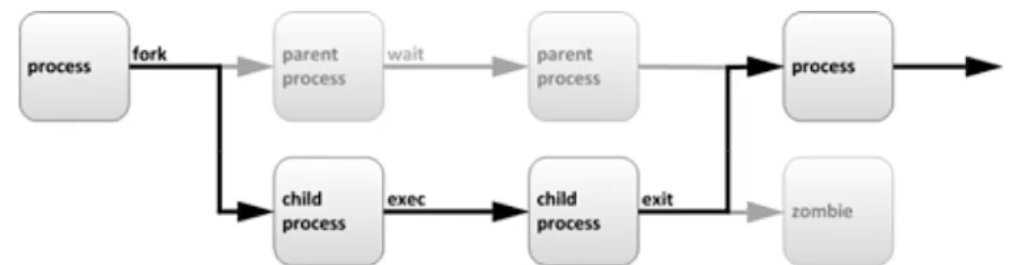 process
fork
parent
process
wait
parent
process
process
child
process
exec
child
process
exit
zombie